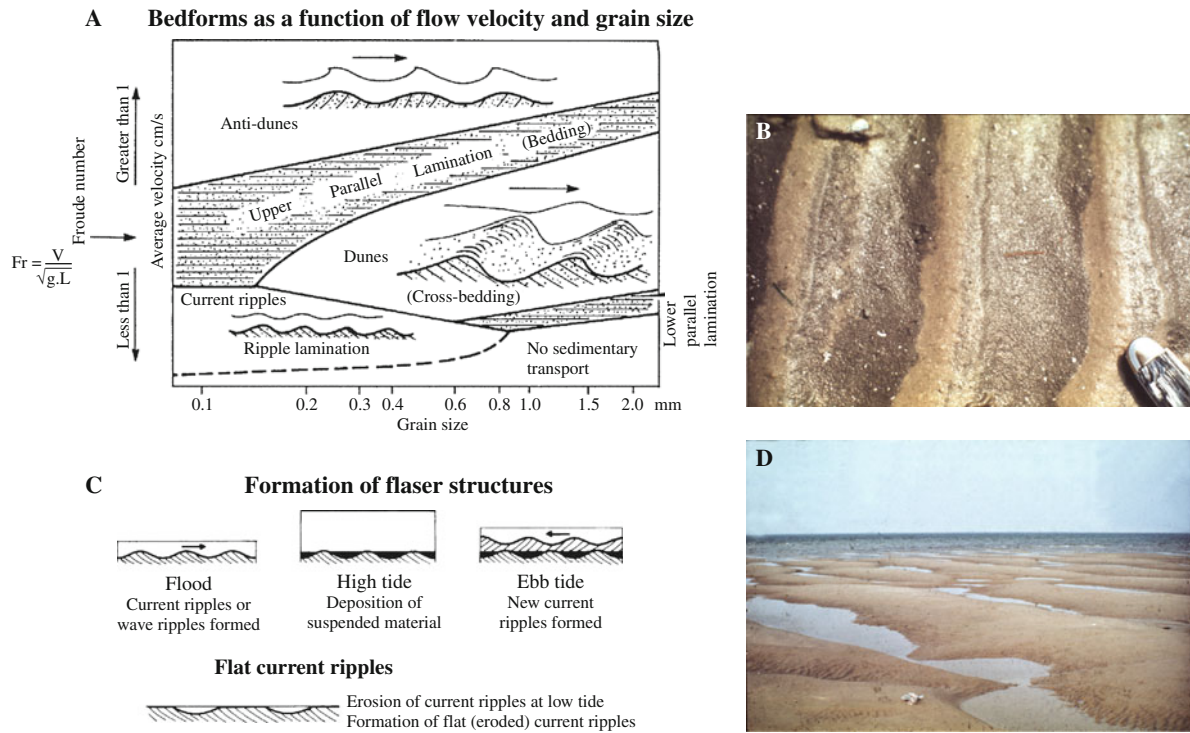 A Bedforms as a function of flow velocity and grain size
Greater than 1
Froude number
Fr = V
√g.L
Less than 1
Average velocity cm/s
Anti-dunes
Upper Parallel Lamination (Bedding)
Dunes
(Cross-bedding)
Current ripples
Ripple lamination
No sedimentary
transport
Lower
parallel
lamination
0.1 0.2 0.3 0.4 0.6 0.8 1.0 1.5 2.0 mm
Grain size
B
C Formation of flaser structures
Flood
Current ripples or
wave ripples formed
High tide
Deposition of
suspended material
Ebb tide
New current
ripples formed
Flat current ripples
Erosion of current ripples at low tide
Formation of flat (eroded) current ripples
D